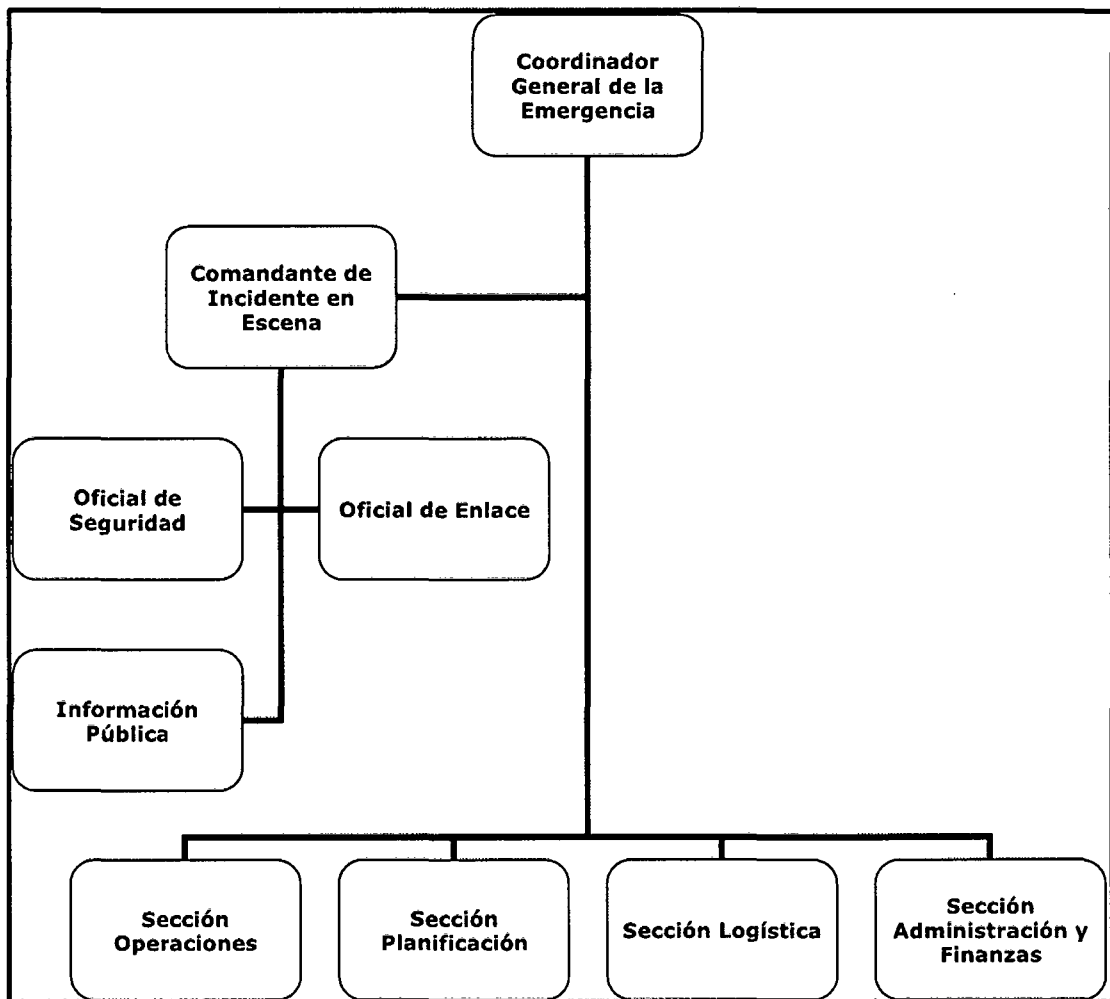 Coordinador
General de la
Emergencia
Comandante de
Incidente en
Escena
Oficial de
Seguridad
Oficial de Enlace
Información
Pública
Sección
Operaciones
Sección
Planificación
Sección Logística
Sección
Administración y
Finanzas